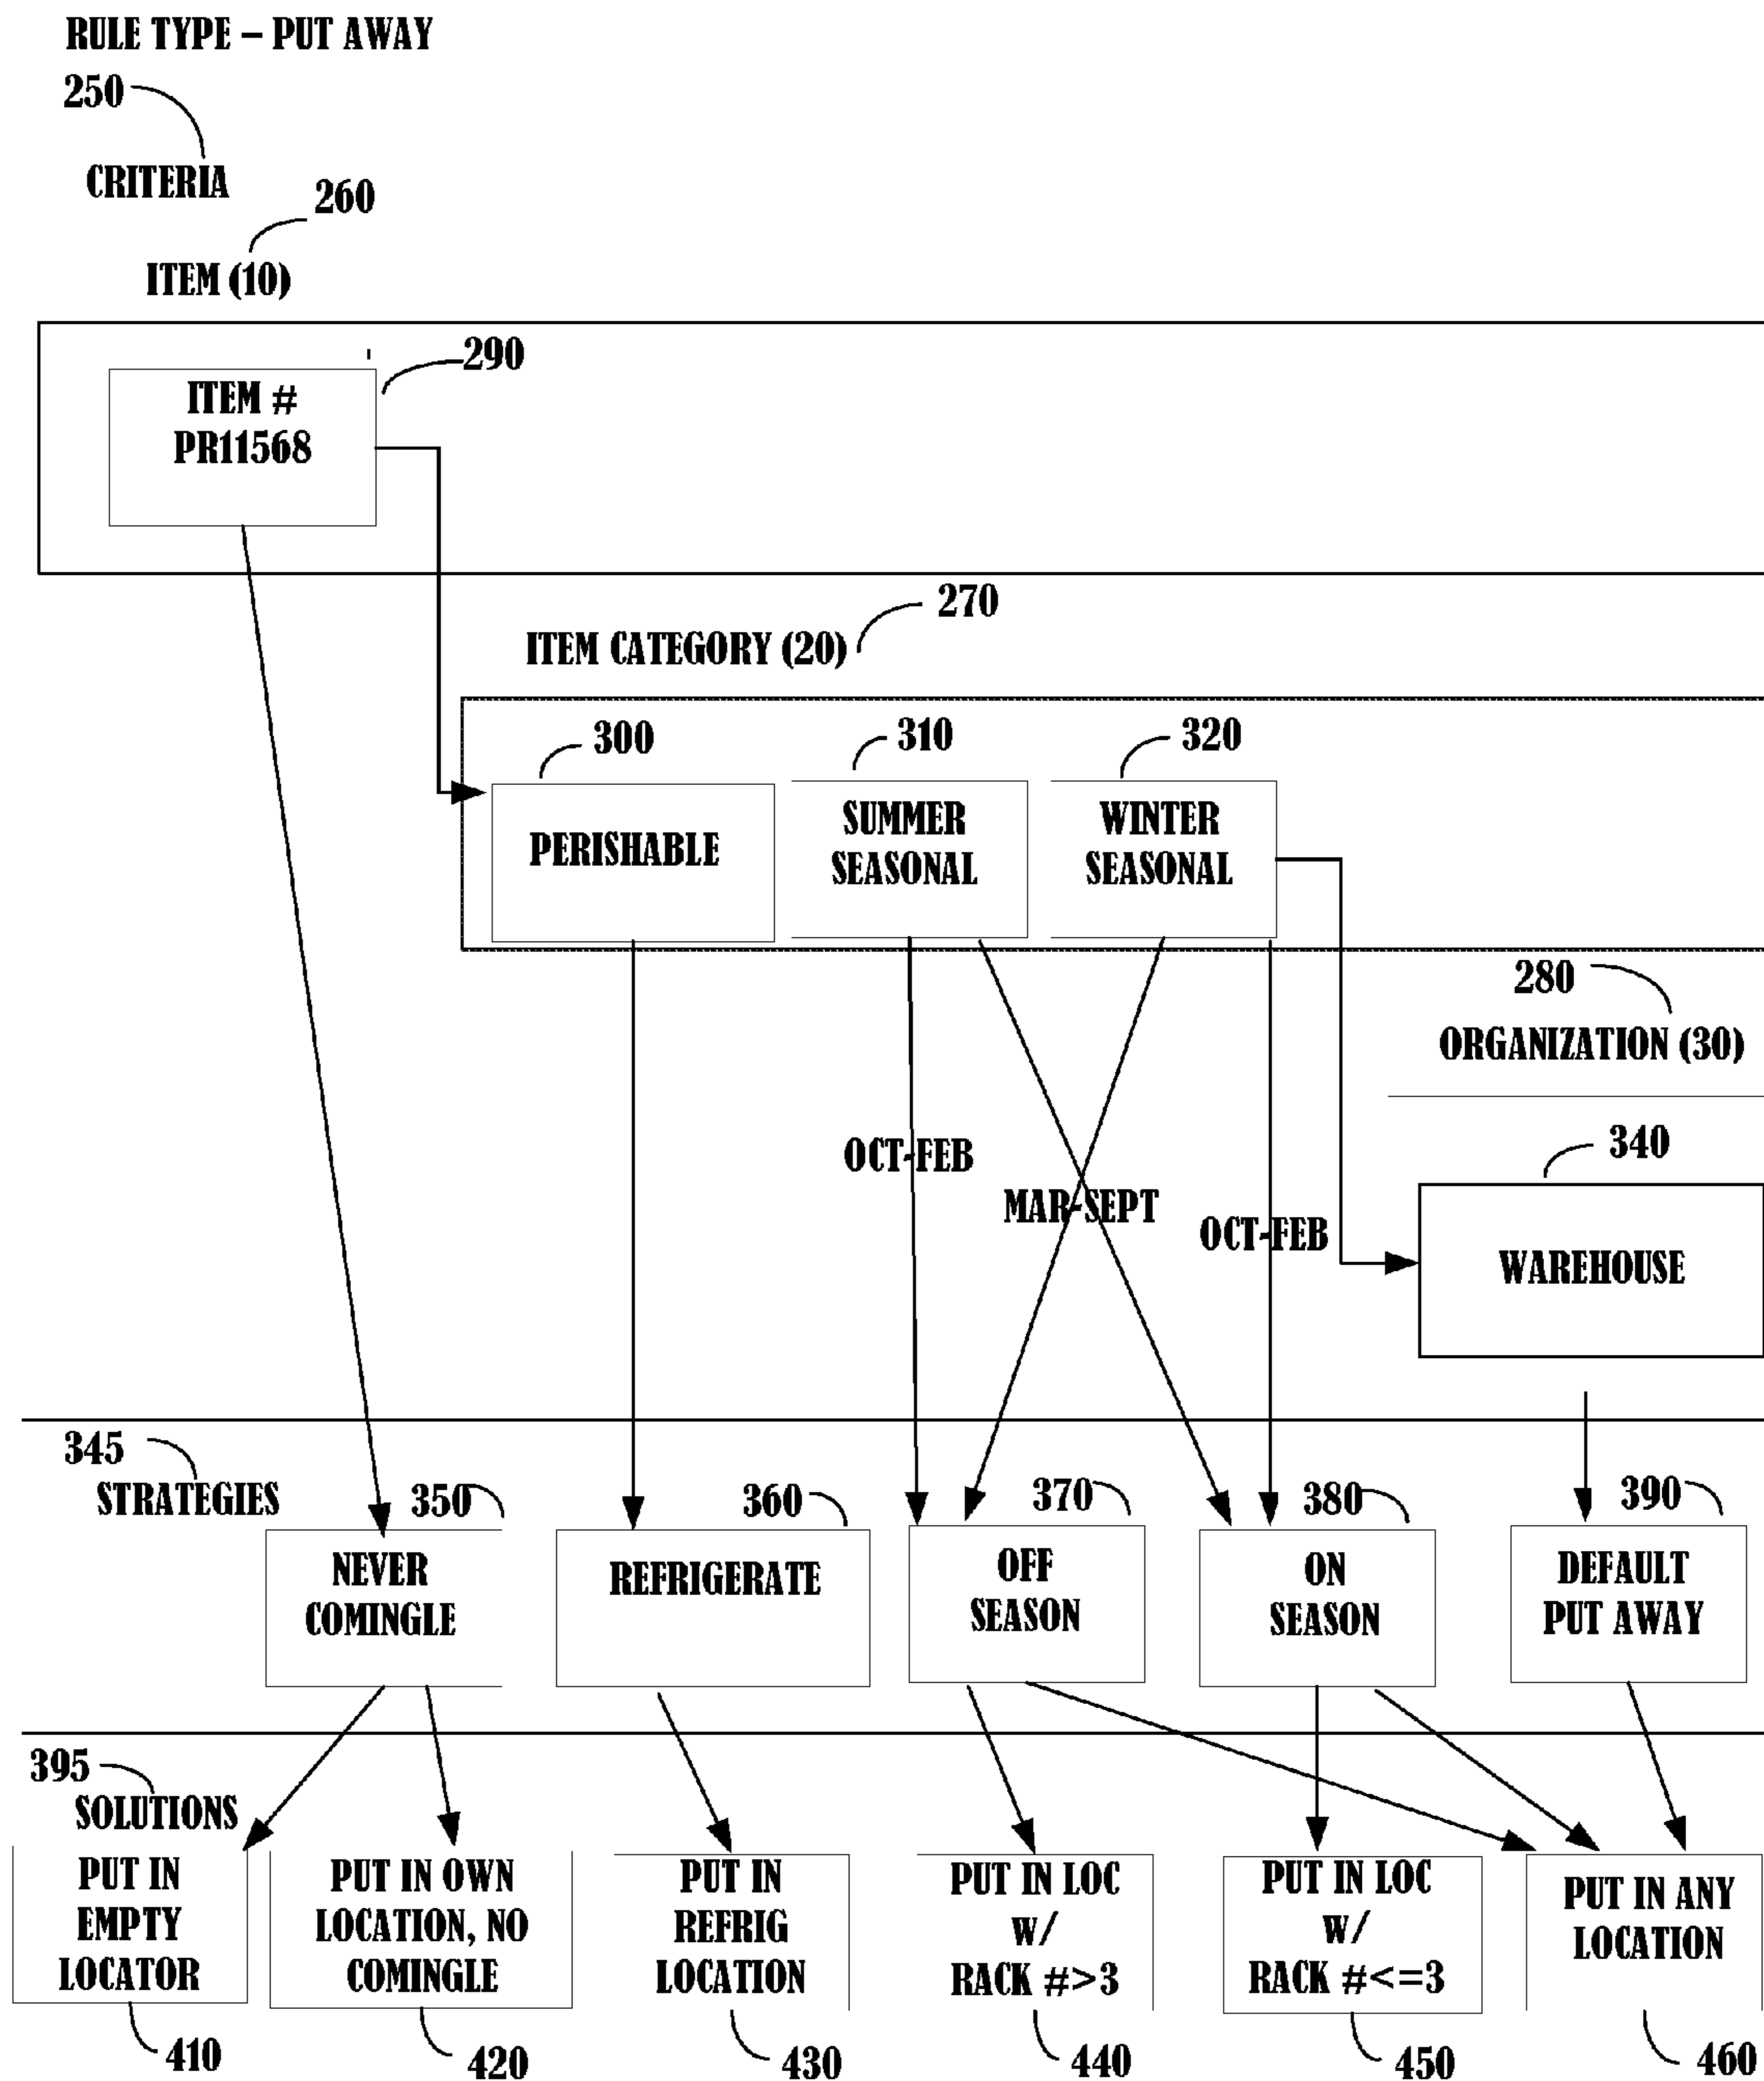 RULE TYPE – PUT AWAY
250
CRITERIA
260
ITEM (10)
290
ITEM #
PR11568
270
ITEM CATEGORY (20)
300
310
320
PERISHABLE
SUMMER
SEASONAL
WINTER
SEASONAL
280
ORGANIZATION (30)
340
WAREHOUSE
OCT-FEB
MAR-SEPT
OCT-FEB
345
STRATEGIES
350
360
370
380
390
NEVER
COMINGLE
REFRIGERATE
OFF
SEASON
ON
SEASON
DEFAULT
PUT AWAY
395
SOLUTIONS
PUT IN
EMPTY
LOCATOR
PUT IN OWN
LOCATION, NO
COMINGLE
PUT IN
REFRIG
LOCATION
PUT IN LOC
W/
RACK #>3
PUT IN LOC
W/
RACK #<=3
PUT IN ANY
LOCATION
410
420
430
440
450
460